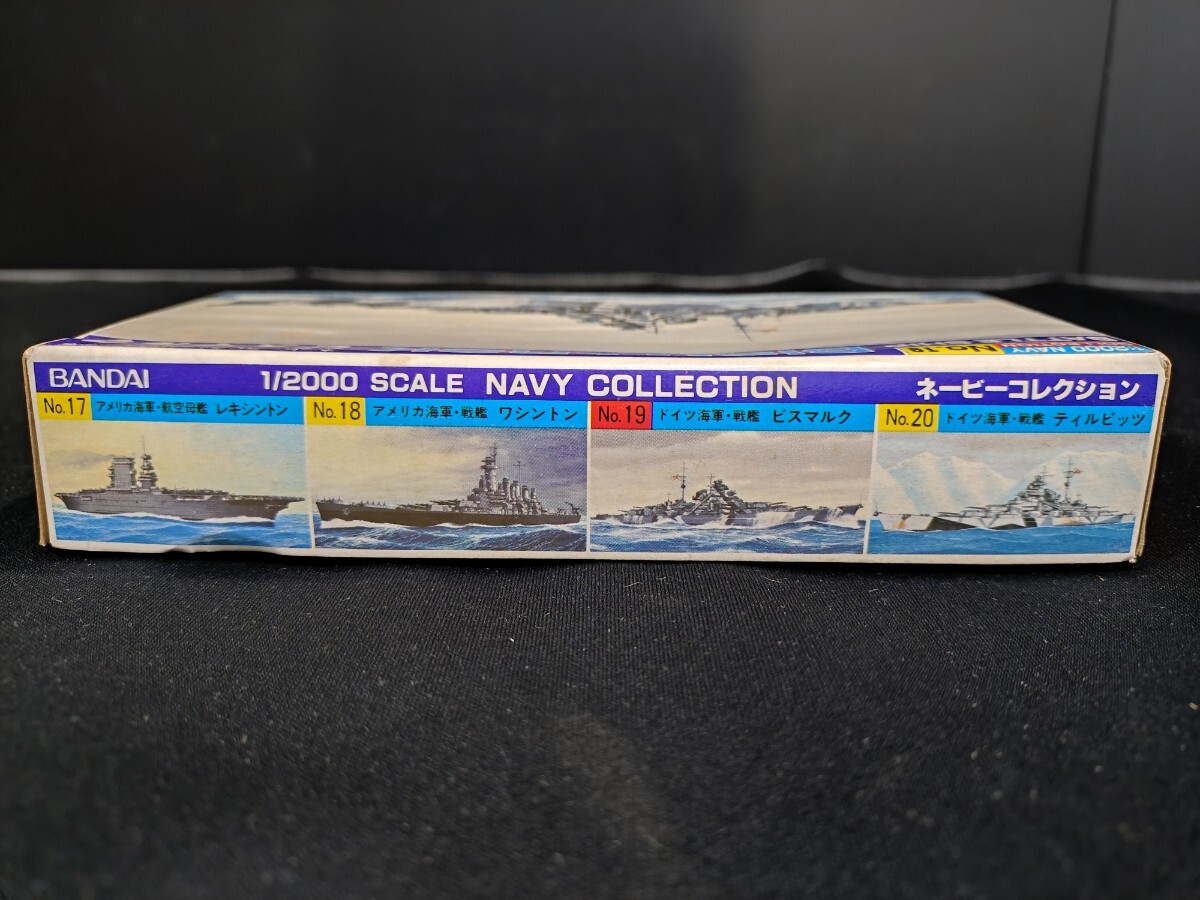 2000 NAVY No.19
BANDAI 1/2000 SCALE NAVY COLLECTION ネービーコレクション
No.17 アメリカ海軍・航空母艦 レキシントン
No.18 アメリカ海軍・戦艦 ワシントン
No.19 ドイツ海軍・戦艦 ビスマルク
No.20 ドイツ海軍・戦艦 ティルピッツ